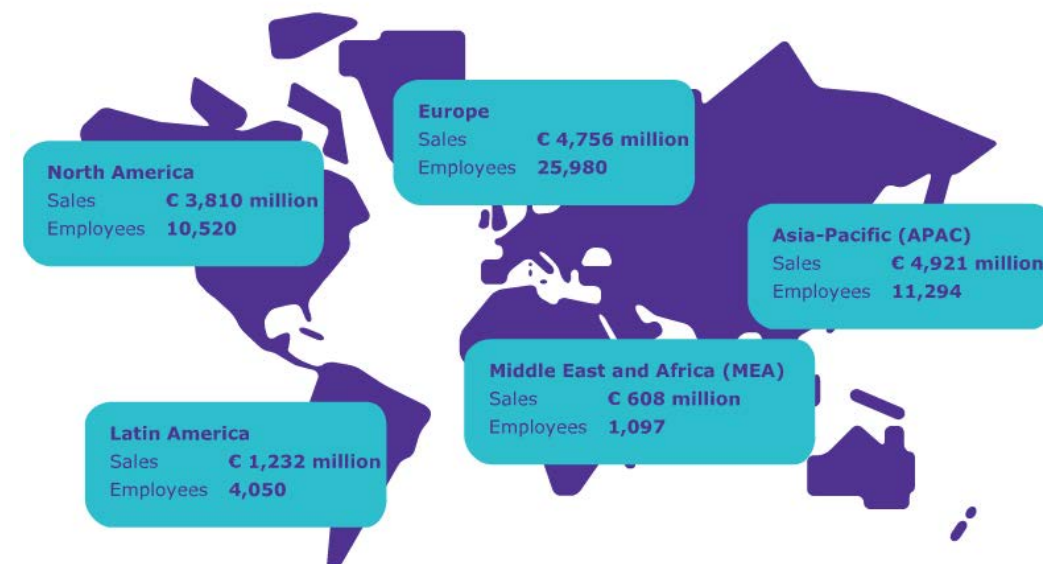 Europe
Sales € 4,756 million
Employees 25,980
North America
Sales € 3,810 million
Employees 10,520
Asia-Pacific (APAC)
Sales € 4,921 million
Employees 11,294
Middle East and Africa (MEA)
Sales € 608 million
Employees 1,097
Latin America
Sales € 1,232 million
Employees 4,050